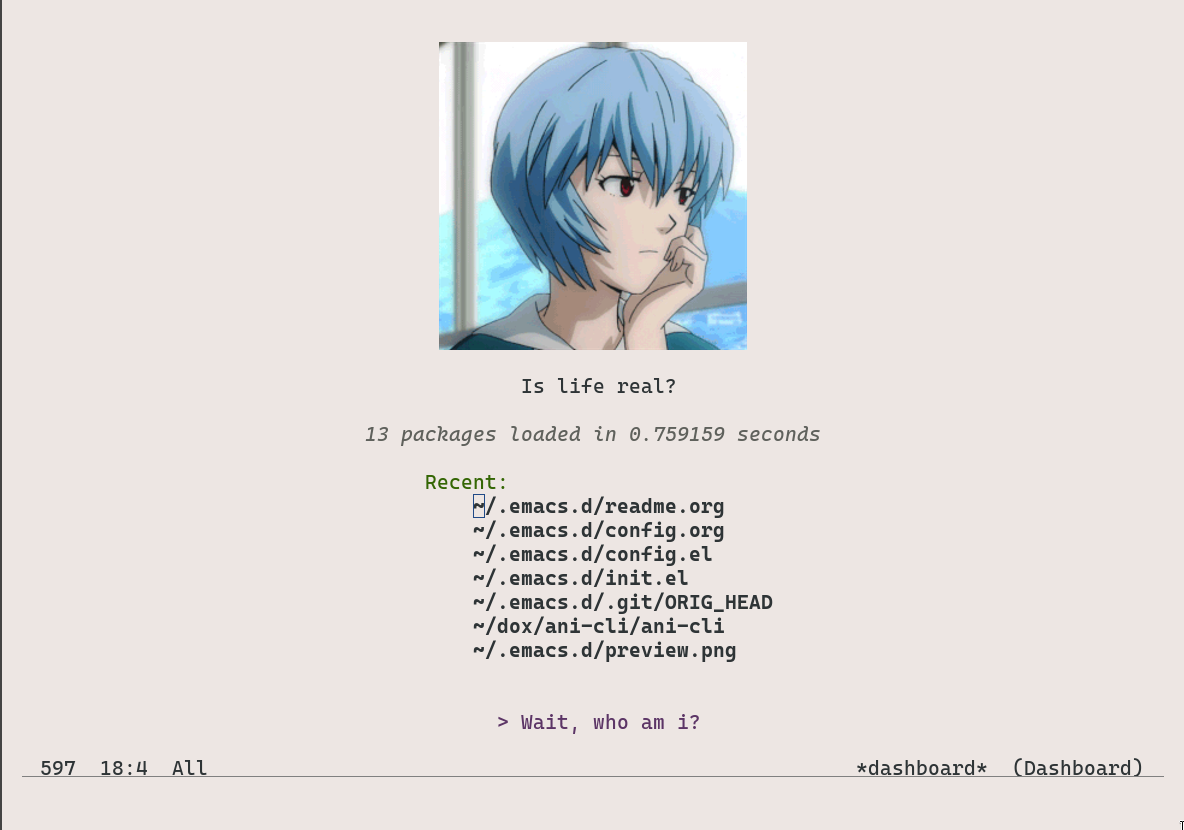 Is life real?
13 packages loaded in 0.759159 seconds
Recent:
~/.emacs.d/readme.org
~/.emacs.d/config.org
~/.emacs.d/config.el
~/.emacs.d/init.el
~/.emacs.d/.git/ORIG_HEAD
~/dox/ani-cli/ani-cli
~/.emacs.d/preview.png
> Wait, who am i?
597 18:4 All *dashboard* (Dashboard)